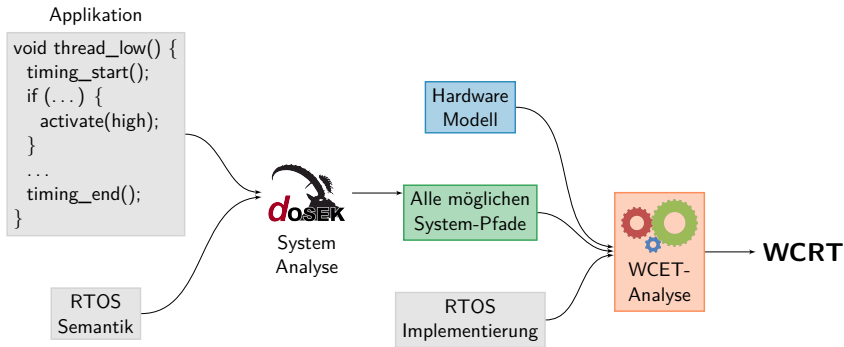 Applikation
void thread_low() {
timing_start();
if (...) {
activate(high);
}
...
timing_end();
}
RTOS
Semantik
dOSEK
System
Analyse
Hardware
Modell
Alle möglichen
System-Pfade
RTOS
Implementierung
WCET-
Analyse
WCRT